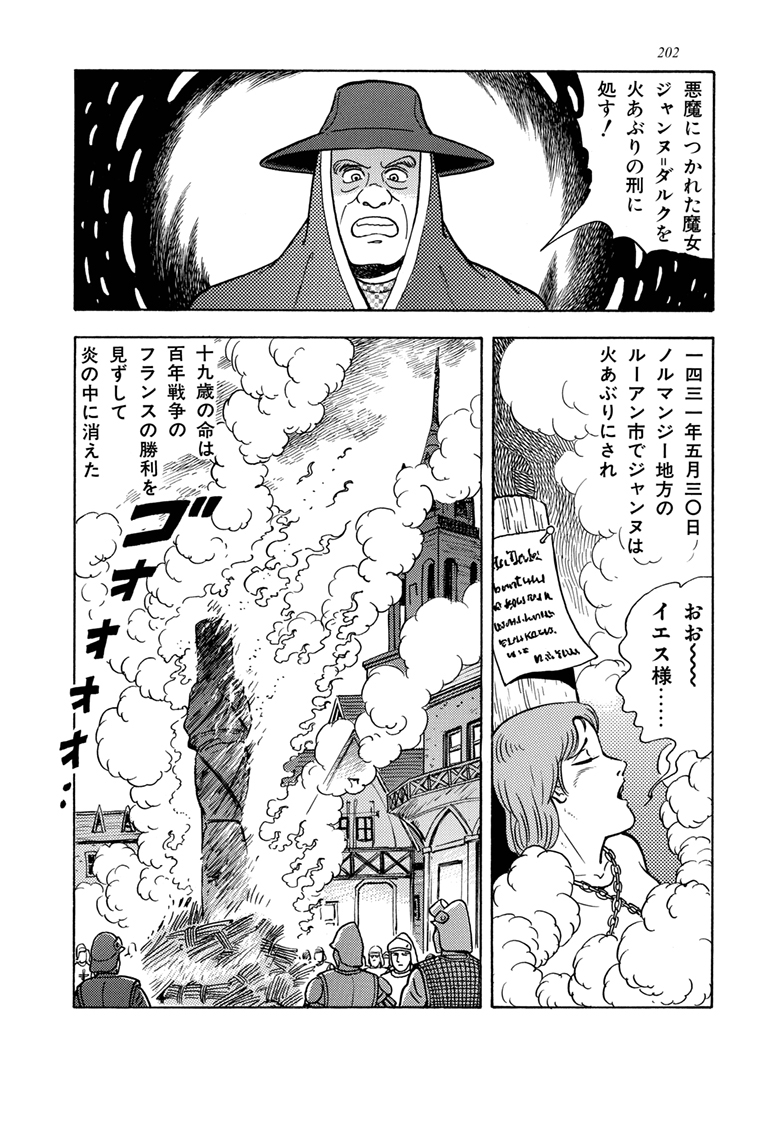 202
悪魔につかれた魔女
ジャンヌ=ダルクを
火あぶりの刑に
処す!
一四三一年五月三〇日
ノルマンジー地方の
ルーアン市でジャンヌは
火あぶりにされ
おお〜〜
イエス様……
十九歳の命は
百年戦争の
フランスの勝利を
見ずして
炎の中に消えた
ゴオオオオ…